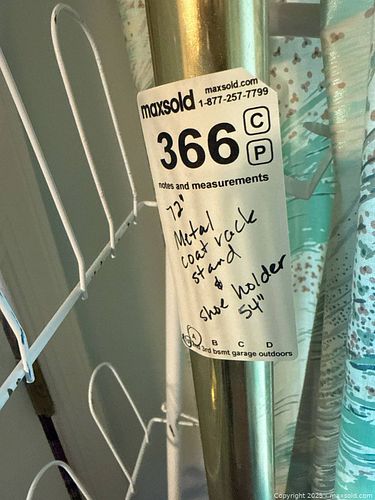 maxsold.com
maxsold 1-877-257-7799
366 C
P
notes and measurements
72"
Metal
coat rack
stand
&
shoe holder
54"
A B C D
3rd bsmt garage outdoors
Copyright 2025 - maxsold.com